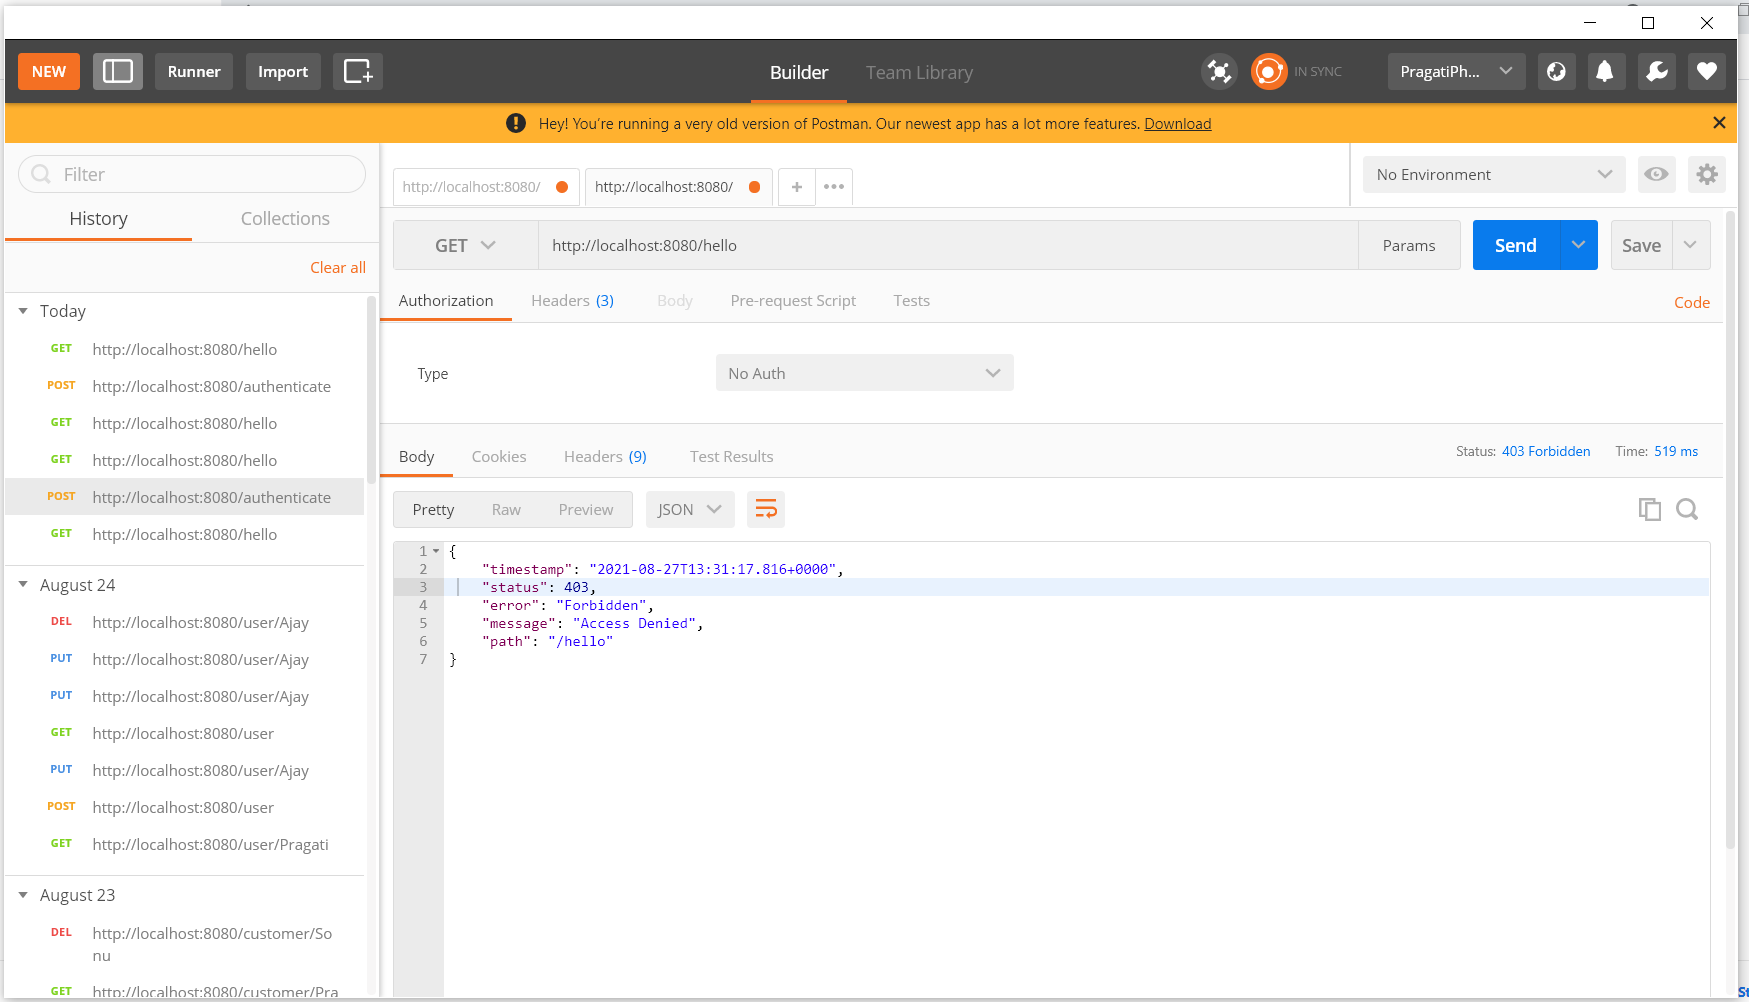 NEW
Runner
Import
Builder
Team Library
IN SYNC
PragatiPh...
Hey! You're running a very old version of Postman. Our newest app has a lot more features. Download
Filter
History
Collections
Clear all
Today
GET http://localhost:8080/hello
POST http://localhost:8080/authenticate
GET http://localhost:8080/hello
GET http://localhost:8080/hello
POST http://localhost:8080/authenticate
GET http://localhost:8080/hello
August 24
DEL http://localhost:8080/user/Ajay
PUT http://localhost:8080/user/Ajay
PUT http://localhost:8080/user/Ajay
GET http://localhost:8080/user
PUT http://localhost:8080/user/Ajay
POST http://localhost:8080/user
GET http://localhost:8080/user/Pragati
August 23
DEL http://localhost:8080/customer/So
nu
GET http://localhost:8080/customer/Pra
http://localhost:8080/
http://localhost:8080/
No Environment
GET
http://localhost:8080/hello
Params
Send
Save
Authorization
Headers (3)
Body
Pre-request Script
Tests
Code
Type
No Auth
Body
Cookies
Headers (9)
Test Results
Status: 403 Forbidden
Time: 519 ms
Pretty
Raw
Preview
JSON
1 {
2 "timestamp": "2021-08-27T13:31:17.816+0000",
3 "status": 403,
4 "error": "Forbidden",
5 "message": "Access Denied",
6 "path": "/hello"
7 }